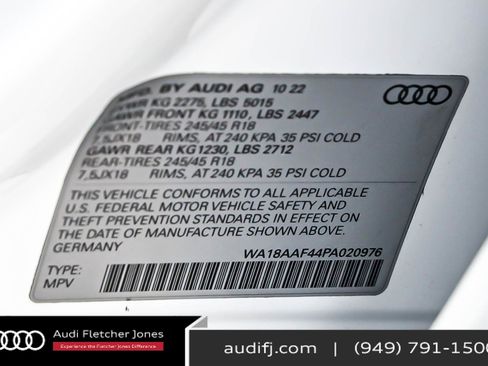 BY AUDI AG 10 22
GVWR KG 2275, LBS 5015
GAWR FRONT KG 1110, LBS 2447
FRONT-TIRES 245/45 R18
7.5JX18 RIMS, AT 240 KPA 35 PSI COLD
GAWR REAR KG1230, LBS 2712
REAR-TIRES 245/45 R18
7.5JX18 RIMS, AT 240 KPA 35 PSI COLD
THIS VEHICLE CONFORMS TO ALL APPLICABLE
U.S. FEDERAL MOTOR VEHICLE SAFETY AND
THEFT PREVENTION STANDARDS IN EFFECT ON
THE DATE OF MANUFACTURE SHOWN ABOVE.
GERMANY WA18AAF44PA020976
TYPE:
MPV
Audi Fletcher Jones
Experience the Fletcher Jones Difference.
audifj.com | (949) 791-1500